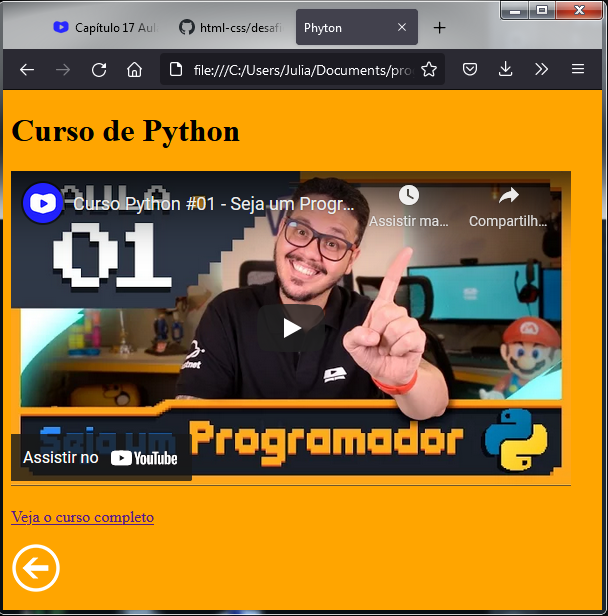 Capítulo 17 Aul
html-css/desafi
Phyton
file:///C:/Users/Julia/Documents/pro
Curso de Python
AULA
Curso Python #01 - Seja um Progr...
01
Assistir ma...
Compartilh...
Seja um Programador
Assistir no YouTube
Veja o curso completo